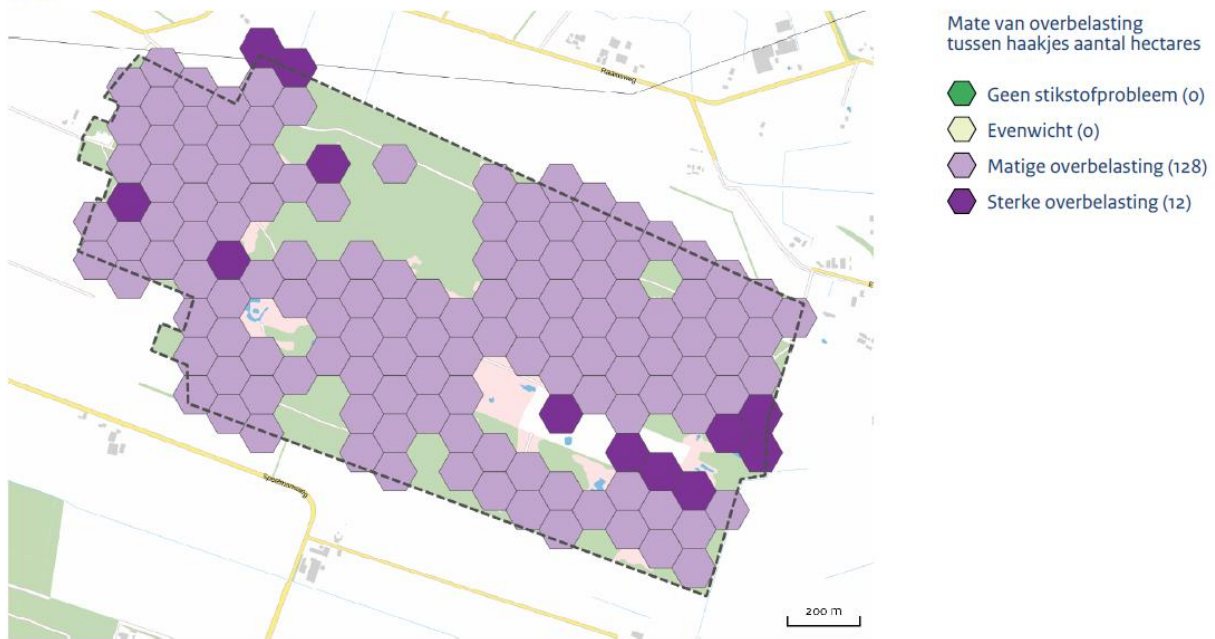 Mate van overbelasting
tussen haakjes aantal hectares
Geen stikstofprobleem (0)
Evenwicht (0)
Matige overbelasting (128)
Sterke overbelasting (12)
200 m